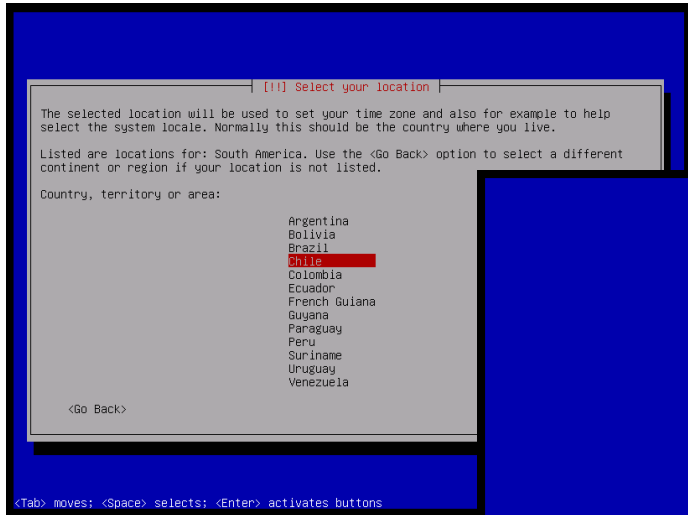 [!!] Select your location
The selected location will be used to set your time zone and also for example to help
select the system locale. Normally this should be the country where you live.
Listed are locations for: South America. Use the <Go Back> option to select a different
continent or region if your location is not listed.
Country, territory or area:
Argentina
Bolivia
Brazil
Chile
Colombia
Ecuador
French Guiana
Guyana
Paraguay
Peru
Suriname
Uruguay
Venezuela
<Go Back>
<Tab> moves; <Space> selects; <Enter> activates buttons